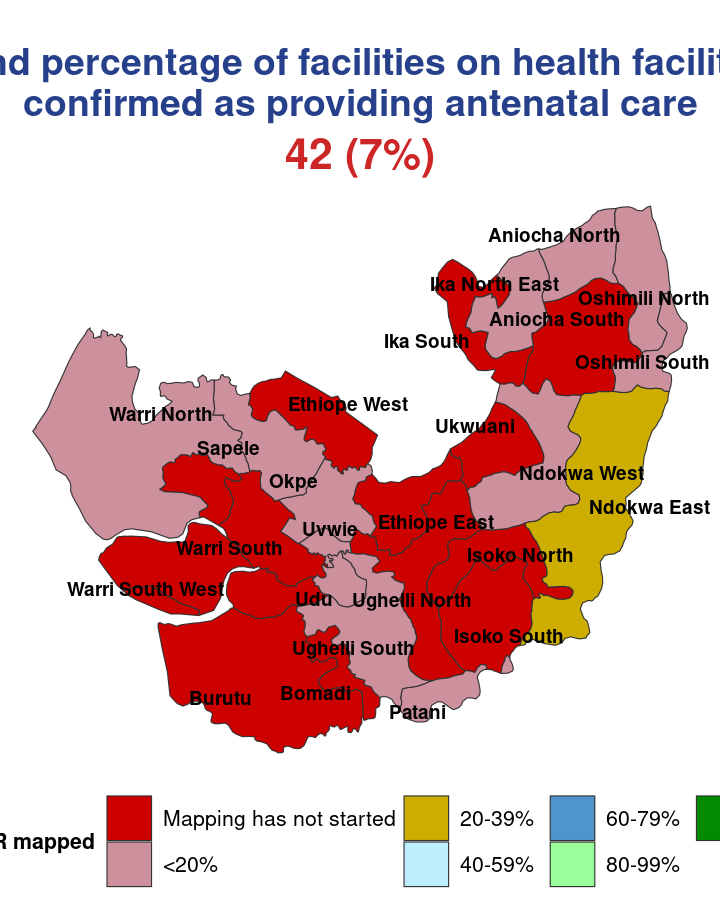 nd percentage of facilities on health facilit
confirmed as providing antenatal care
42 (7%)
Aniocha North
Ika North East
Oshimili North
Aniocha South
Ika South
Oshimili South
Ethiope West
Warri North
Ukwuani
Sapele
Ndokwa West
Okpe
Ndokwa East
Ethiope East
Uvwie
Warri South
Isoko North
Warri South West
Udu
Ughelli North
Isoko South
Ughelli South
Bomadi
Burutu
Patani
Mapping has not started
20-39%
60-79%
R mapped
<20%
40-59%
80-99%